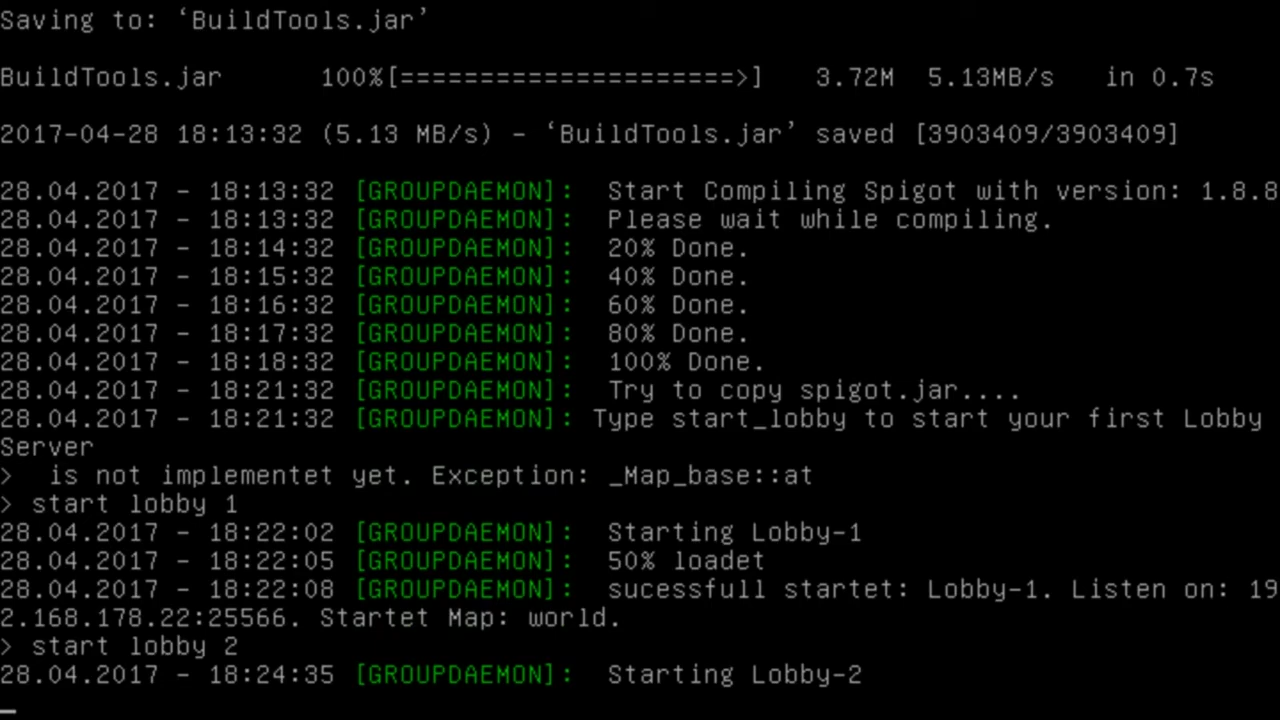 Saving to: ‘BuildTools.jar’
BuildTools.jar 100%[=====================>] 3.72M 5.13MB/s in 0.7s
2017-04-28 18:13:32 (5.13 MB/s) - ‘BuildTools.jar’ saved [3903409/3903409]
28.04.2017 - 18:13:32 [GROUPDAEMON]: Start Compiling Spigot with version: 1.8.8
28.04.2017 - 18:13:32 [GROUPDAEMON]: Please wait while compiling.
28.04.2017 - 18:14:32 [GROUPDAEMON]: 20% Done.
28.04.2017 - 18:15:32 [GROUPDAEMON]: 40% Done.
28.04.2017 - 18:16:32 [GROUPDAEMON]: 60% Done.
28.04.2017 - 18:17:32 [GROUPDAEMON]: 80% Done.
28.04.2017 - 18:18:32 [GROUPDAEMON]: 100% Done.
28.04.2017 - 18:21:32 [GROUPDAEMON]: Try to copy spigot.jar....
28.04.2017 - 18:21:32 [GROUPDAEMON]: Type start_lobby to start your first Lobby
Server
> is not implementet yet. Exception: _Map_base::at
> start lobby 1
28.04.2017 - 18:22:02 [GROUPDAEMON]: Starting Lobby-1
28.04.2017 - 18:22:05 [GROUPDAEMON]: 50% loadet
28.04.2017 - 18:22:08 [GROUPDAEMON]: sucessfull startet: Lobby-1. Listen on: 19
2.168.178.22:25566. Startet Map: world.
> start lobby 2
28.04.2017 - 18:24:35 [GROUPDAEMON]: Starting Lobby-2